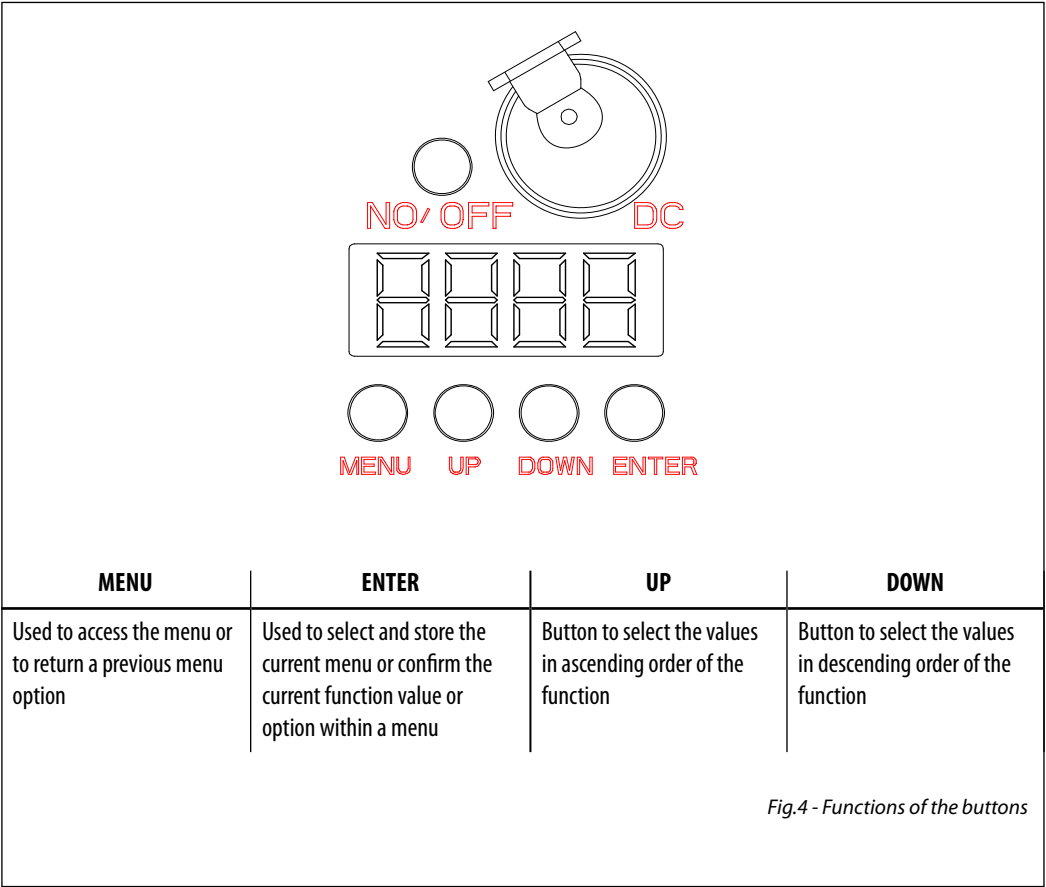 NO/ OFF DC
MENU UP DOWN ENTER
MENU ENTER UP DOWN
Used to access the menu or
to return a previous menu
option
Used to select and store the
current menu or confirm the
current function value or
option within a menu
Button to select the values
in ascending order of the
function
Button to select the values
in descending order of the
function
Fig.4 - Functions of the buttons